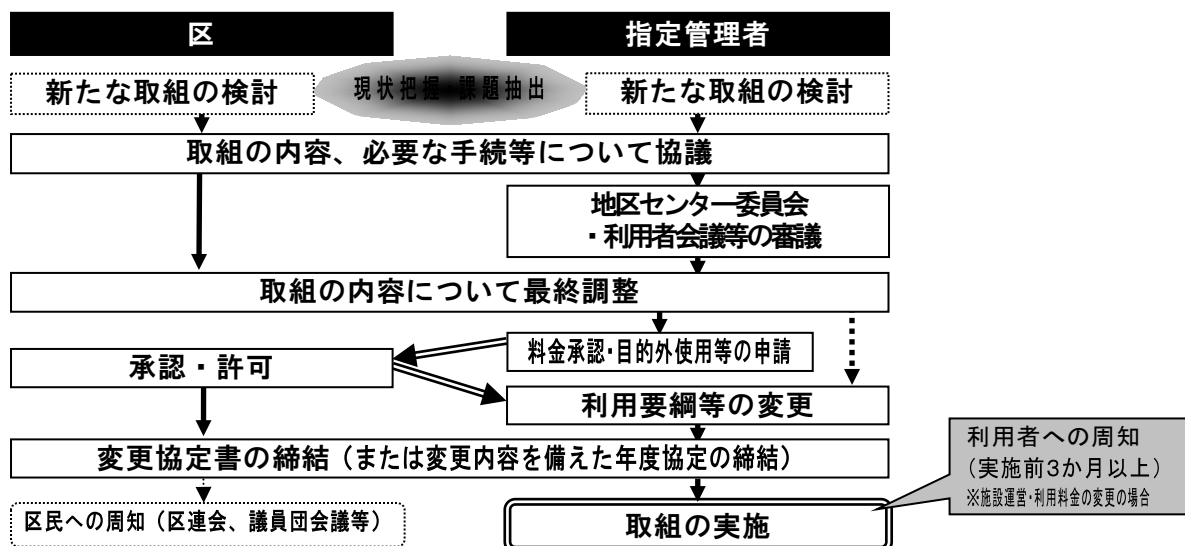 区
指定管理者
新たな取組の検討
現状把握・課題抽出
新たな取組の検討
取組の内容、必要な手続等について協議
地区センター委員会
・利用者会議等の審議
取組の内容について最終調整
料金承認・目的外使用等の申請
承認・許可
利用要綱等の変更
変更協定書の締結（または変更内容を備えた年度協定の締結）
利用者への周知
（実施前3か月以上）
※施設運営・利用料金の変更の場合
区民への周知（区連会、議員団会議等）
取組の実施